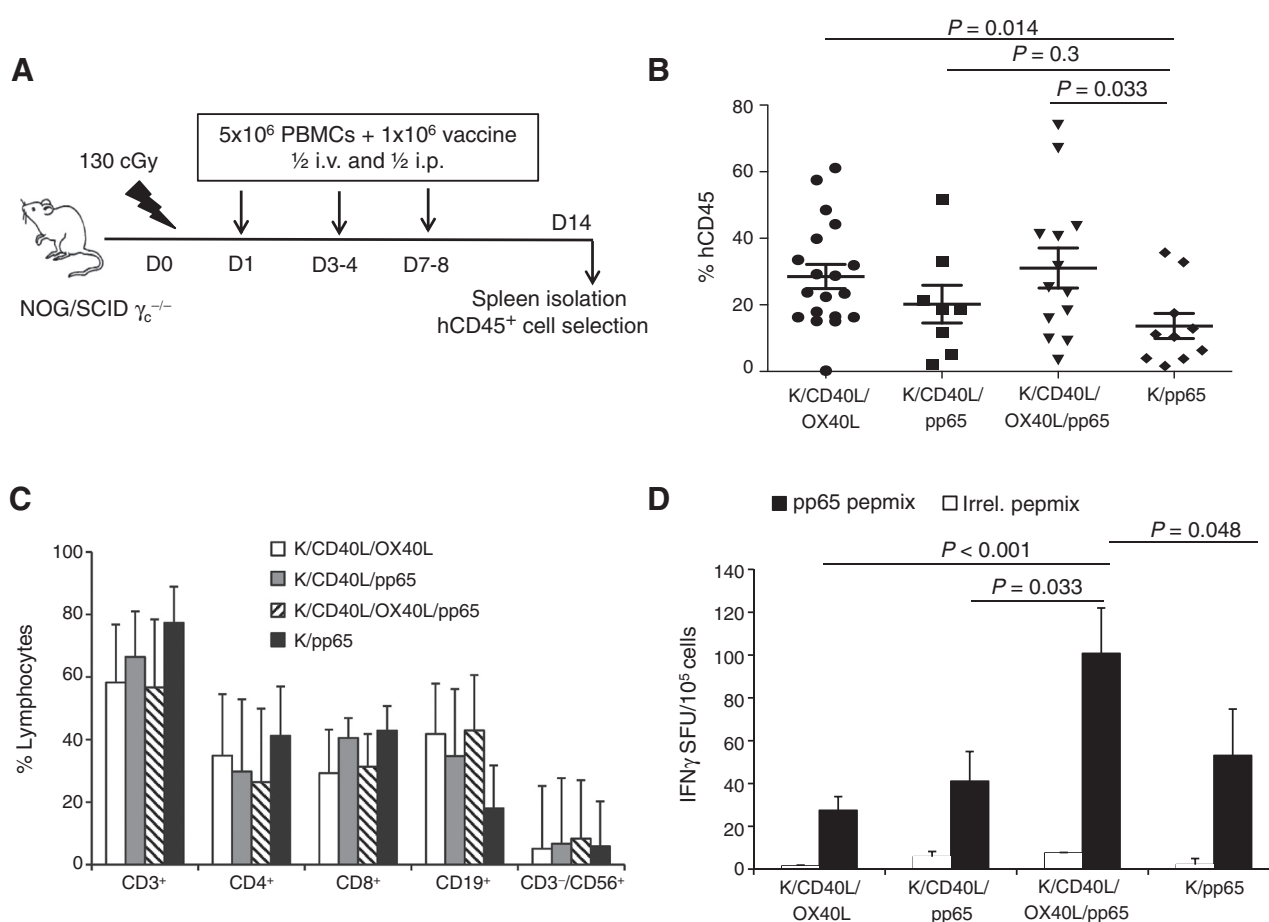 A
130 cGy
5x10⁶ PBMCs + 1x10⁶ vaccine
½ i.v. and ½ i.p.
D0
D1
D3-4
D7-8
D14
NOG/SCID γc⁻/⁻
Spleen isolation
hCD45⁺ cell selection
B
P = 0.014
P = 0.3
P = 0.033
% hCD45
80
60
40
20
0
K/CD40L/
OX40L
K/CD40L/
pp65
K/CD40L/
OX40L/pp65
K/pp65
C
K/CD40L/OX40L
K/CD40L/pp65
K/CD40L/OX40L/pp65
K/pp65
% Lymphocytes
100
80
60
40
20
0
CD3⁺
CD4⁺
CD8⁺
CD19⁺
CD3⁻/CD56⁺
D
pp65 pepmix
Irrel. pepmix
P < 0.001
P = 0.048
P = 0.033
IFNγ SFU/10⁵ cells
140
120
100
80
60
40
20
0
K/CD40L/
OX40L
K/CD40L/
pp65
K/CD40L/
OX40L/pp65
K/pp65